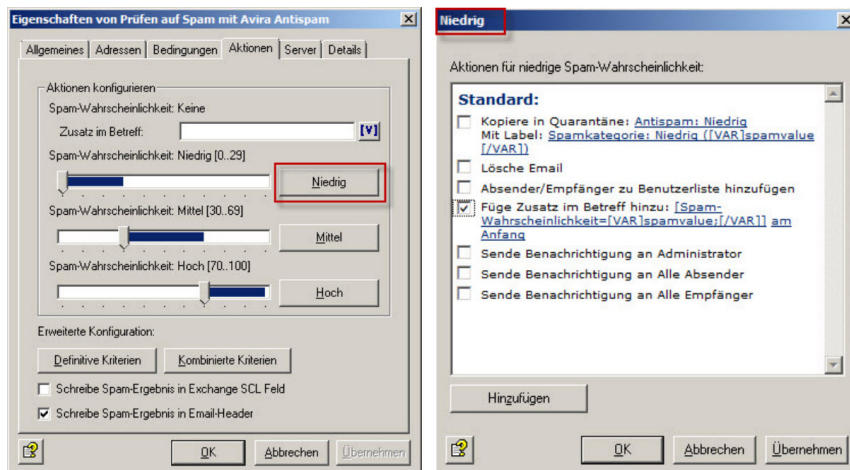 Eigenschaften von Prüfen auf Spam mit Avira Antispam
Allgemeines
Adressen
Bedingungen
Aktionen
Server
Details
Aktionen konfigurieren
Spam-Wahrscheinlichkeit: Keine
Zusatz im Betreff:
[V]
Spam-Wahrscheinlichkeit: Niedrig [0..29]
Niedrig
Spam-Wahrscheinlichkeit: Mittel [30..69]
Mittel
Spam-Wahrscheinlichkeit: Hoch [70..100]
Hoch
Erweiterte Konfiguration:
Definitive Kriterien
Kombinierte Kriterien
Schreibe Spam-Ergebnis in Exchange SCL Feld
Schreibe Spam-Ergebnis in Email-Header
OK
Abbrechen
Übernehmen
Niedrig
Aktionen für niedrige Spam-Wahrscheinlichkeit:
Standard:
Kopiere in Quarantäne: Antispam: Niedrig
Mit Label: Spamkategorie: Niedrig ([VAR]spamvalue
[/VAR])
Lösche Email
Absender/Empfänger zu Benutzerliste hinzufügen
Füge Zusatz im Betreff hinzu: [Spam-
Wahrscheinlichkeit=[VAR]spamvalue;[/VAR]] am
Anfang
Sende Benachrichtigung an Administrator
Sende Benachrichtigung an Alle Absender
Sende Benachrichtigung an Alle Empfänger
Hinzufügen
OK
Abbrechen
Übernehmen